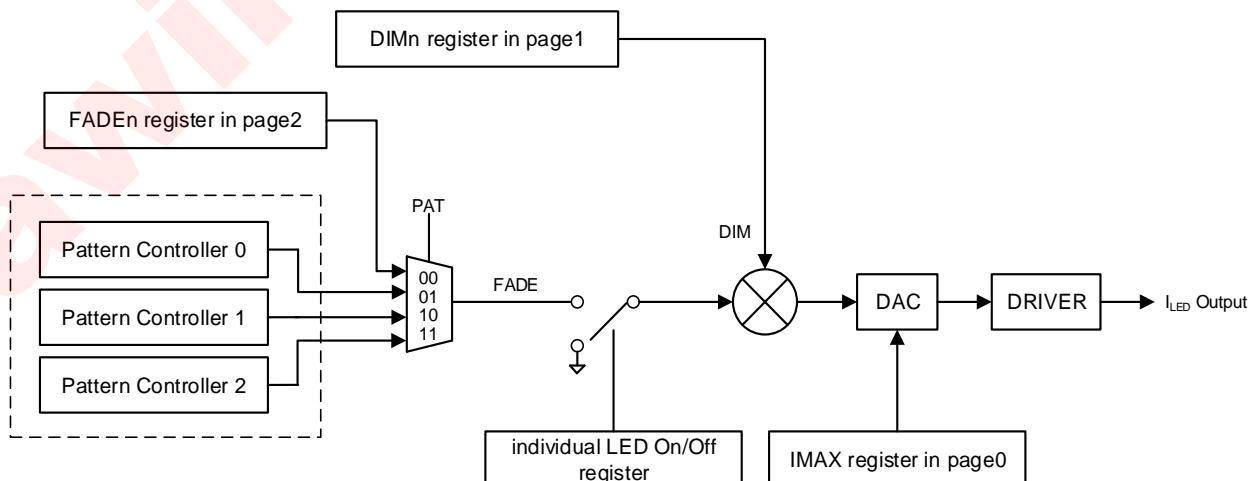 DIMn register in page1
FADEn register in page2
PAT
Pattern Controller 0
DIM
00
FADE
01
DAC
DRIVER
ILED Output
Pattern Controller 1
10
11
Pattern Controller 2
individual LED On/Off
register
IMAX register in page0